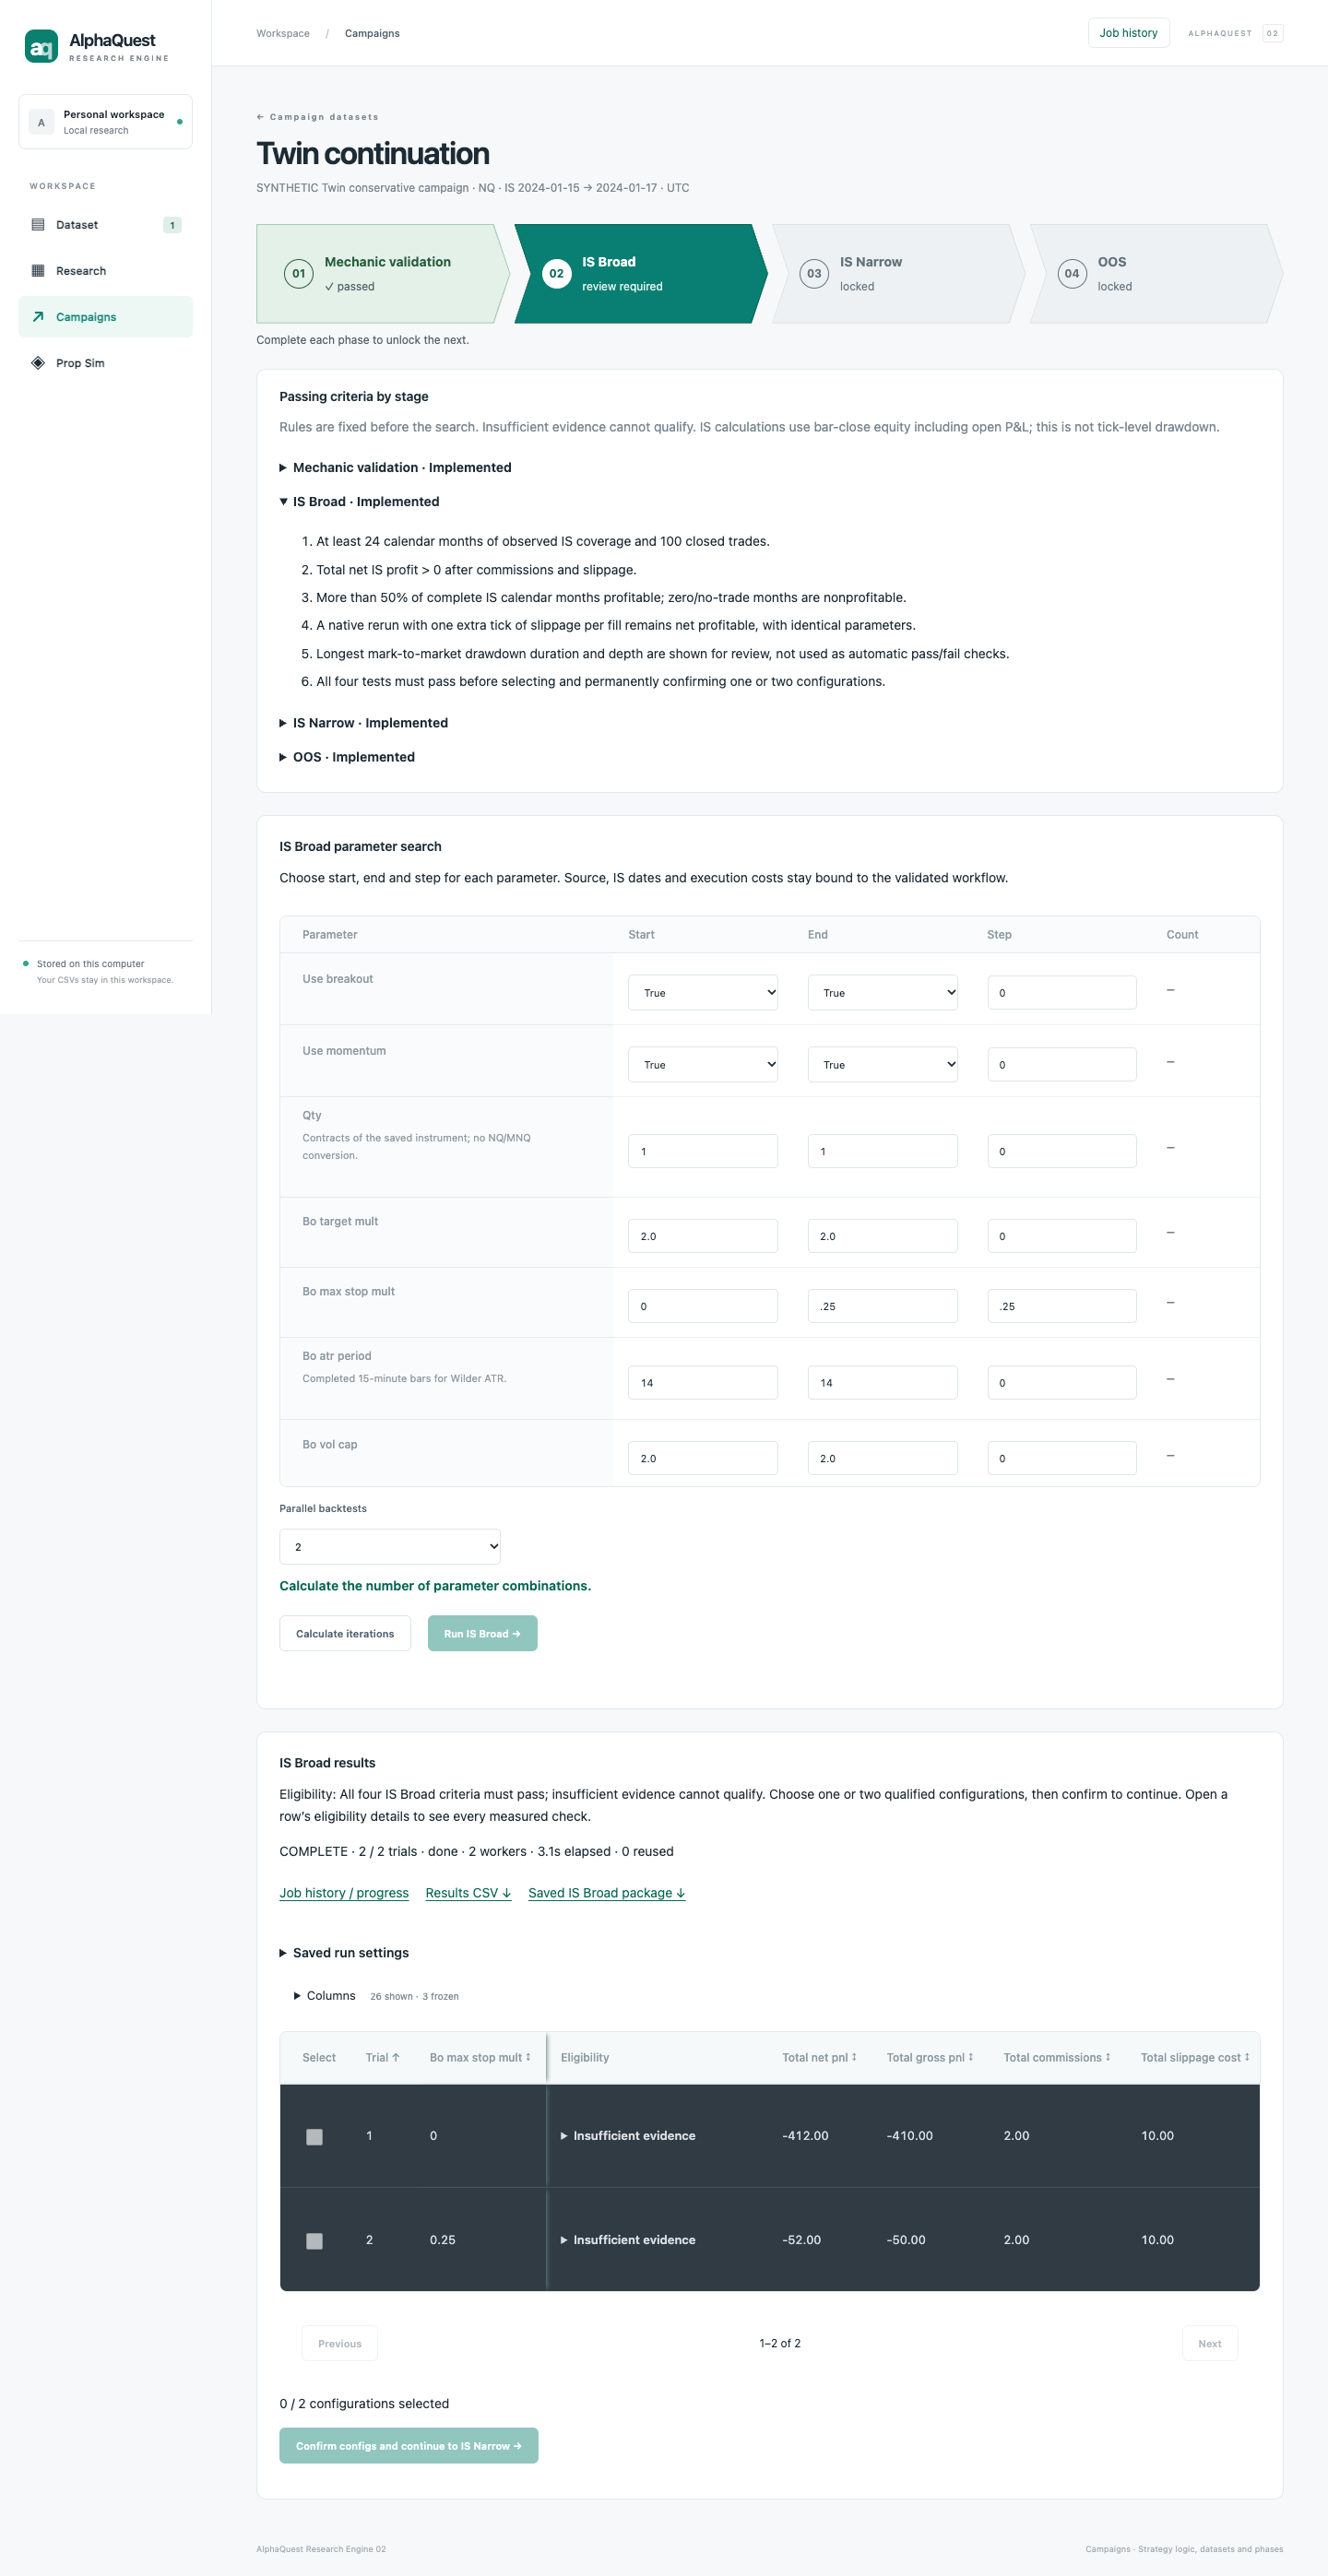 aq
AlphaQuest
RESEARCH ENGINE
A
Personal workspace
Local research
WORKSPACE
Dataset
1
Research
Campaigns
Prop Sim
Stored on this computer
Your CSVs stay in this workspace.
Workspace / Campaigns
Job history
ALPHAQUEST 02
← Campaign datasets
Twin continuation
SYNTHETIC Twin conservative campaign · NQ · IS 2024-01-15 → 2024-01-17 · UTC
01 Mechanic validation
✓ passed
02 IS Broad
review required
03 IS Narrow
locked
04 OOS
locked
Complete each phase to unlock the next.
Passing criteria by stage
Rules are fixed before the search. Insufficient evidence cannot qualify. IS calculations use bar-close equity including open P&L; this is not tick-level drawdown.
▶ Mechanic validation · Implemented
▼ IS Broad · Implemented
1. At least 24 calendar months of observed IS coverage and 100 closed trades.
2. Total net IS profit > 0 after commissions and slippage.
3. More than 50% of complete IS calendar months profitable; zero/no-trade months are nonprofitable.
4. A native rerun with one extra tick of slippage per fill remains net profitable, with identical parameters.
5. Longest mark-to-market drawdown duration and depth are shown for review, not used as automatic pass/fail checks.
6. All four tests must pass before selecting and permanently confirming one or two configurations.
▶ IS Narrow · Implemented
▶ OOS · Implemented
IS Broad parameter search
Choose start, end and step for each parameter. Source, IS dates and execution costs stay bound to the validated workflow.
Parameter Start End Step Count
Use breakout True True 0 —
Use momentum True True 0 —
Qty
Contracts of the saved instrument; no NQ/MNQ
conversion.
1 1 0 —
Bo target mult 2.0 2.0 0 —
Bo max stop mult 0 .25 .25 —
Bo atr period
Completed 15-minute bars for Wilder ATR.
14 14 0 —
Bo vol cap 2.0 2.0 0 —
Parallel backtests
2
Calculate the number of parameter combinations.
Calculate iterations Run IS Broad →
IS Broad results
Eligibility: All four IS Broad criteria must pass; insufficient evidence cannot qualify. Choose one or two qualified configurations, then confirm to continue. Open a
row's eligibility details to see every measured check.
COMPLETE · 2 / 2 trials · done · 2 workers · 3.1s elapsed · 0 reused
Job history / progress Results CSV ↓ Saved IS Broad package ↓
▶ Saved run settings
▶ Columns 26 shown · 3 frozen
Select Trial ↑ Bo max stop mult ↕ Eligibility Total net pnl ↕ Total gross pnl ↕ Total commissions ↕ Total slippage cost ↕
1 0 ▶ Insufficient evidence -412.00 -410.00 2.00 10.00
2 0.25 ▶ Insufficient evidence -52.00 -50.00 2.00 10.00
Previous 1–2 of 2 Next
0 / 2 configurations selected
Confirm configs and continue to IS Narrow →
AlphaQuest Research Engine 02
Campaigns · Strategy logic, datasets and phases